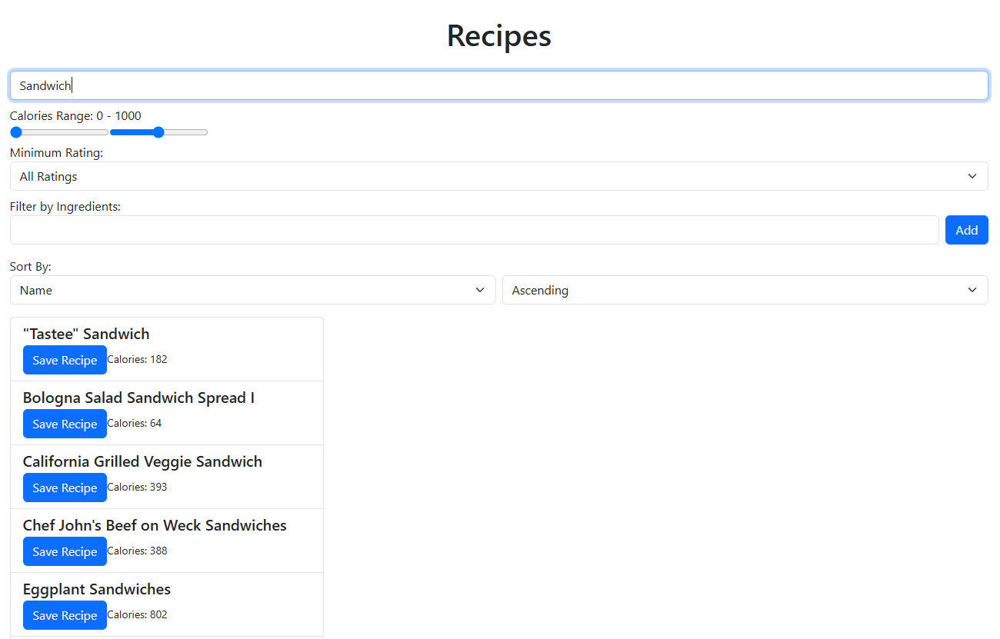 Recipes
Sandwich
Calories Range: 0 - 1000
Minimum Rating:
All Ratings
Filter by Ingredients:
Add
Sort By:
Name Ascending
"Tastee" Sandwich
Save Recipe Calories: 182
Bologna Salad Sandwich Spread I
Save Recipe Calories: 64
California Grilled Veggie Sandwich
Save Recipe Calories: 393
Chef John's Beef on Weck Sandwiches
Save Recipe Calories: 388
Eggplant Sandwiches
Save Recipe Calories: 802